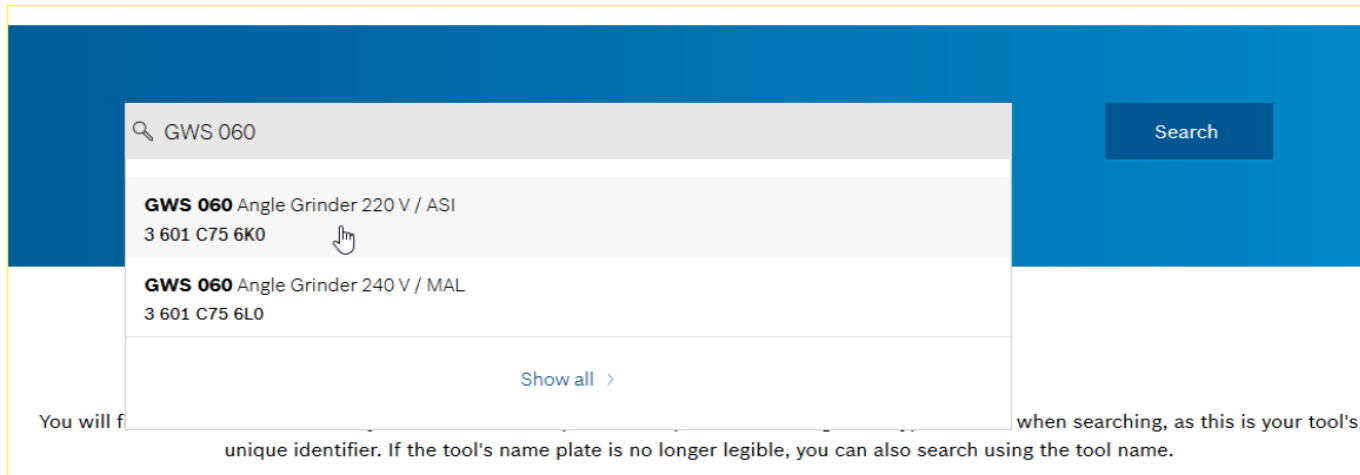 GWS 060
Search
GWS 060 Angle Grinder 220 V / ASI
3 601 C75 6K0
GWS 060 Angle Grinder 240 V / MAL
3 601 C75 6L0
Show all
You will f when searching, as this is your tool's
unique identifier. If the tool's name plate is no longer legible, you can also search using the tool name.